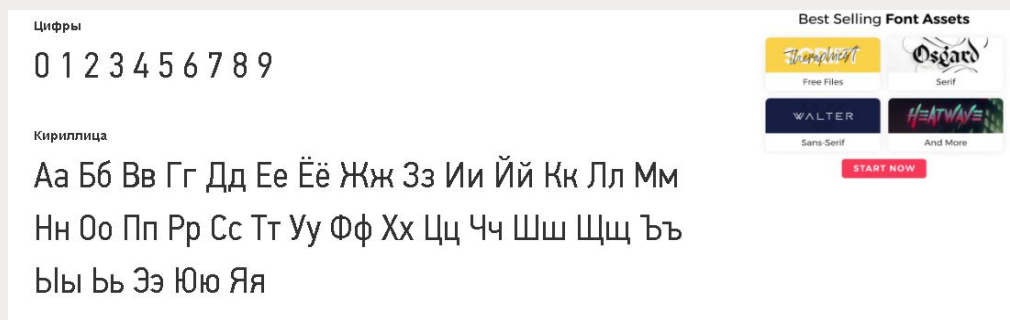 Цифры
0 1 2 3 4 5 6 7 8 9
Кириллица
Аа Бб Вв Гг Дд Ее Ёё Жж Зз Ии Йй Кк Лл Мм
Нн Оо Пп Рр Сс Тт Уу Фф Хх Цц Чч Шш Щщ Ъъ
Ыы Ьь Ээ Юю Яя
Best Selling Font Assets
Osgard
Free Files
Serif
WALTER
HEATWAVE
Sans-Serif
And More
START NOW